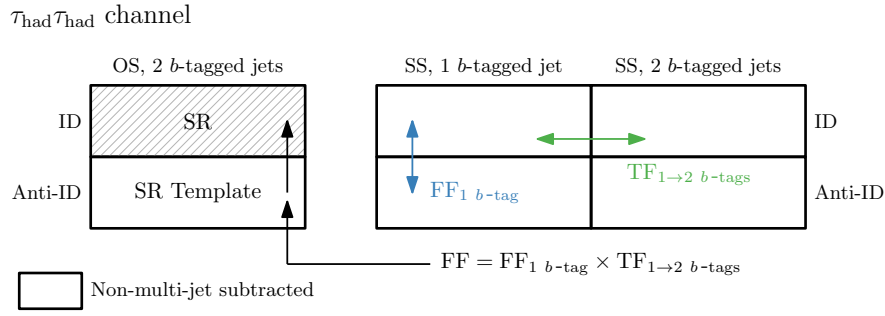 τhadτhad channel
OS, 2 b-tagged jets SS, 1 b-tagged jet SS, 2 b-tagged jets
ID SR ID
Anti-ID SR Template FF1 b-tag TF1→2 b-tags Anti-ID
FF = FF1 b-tag × TF1→2 b-tags
Non-multi-jet subtracted